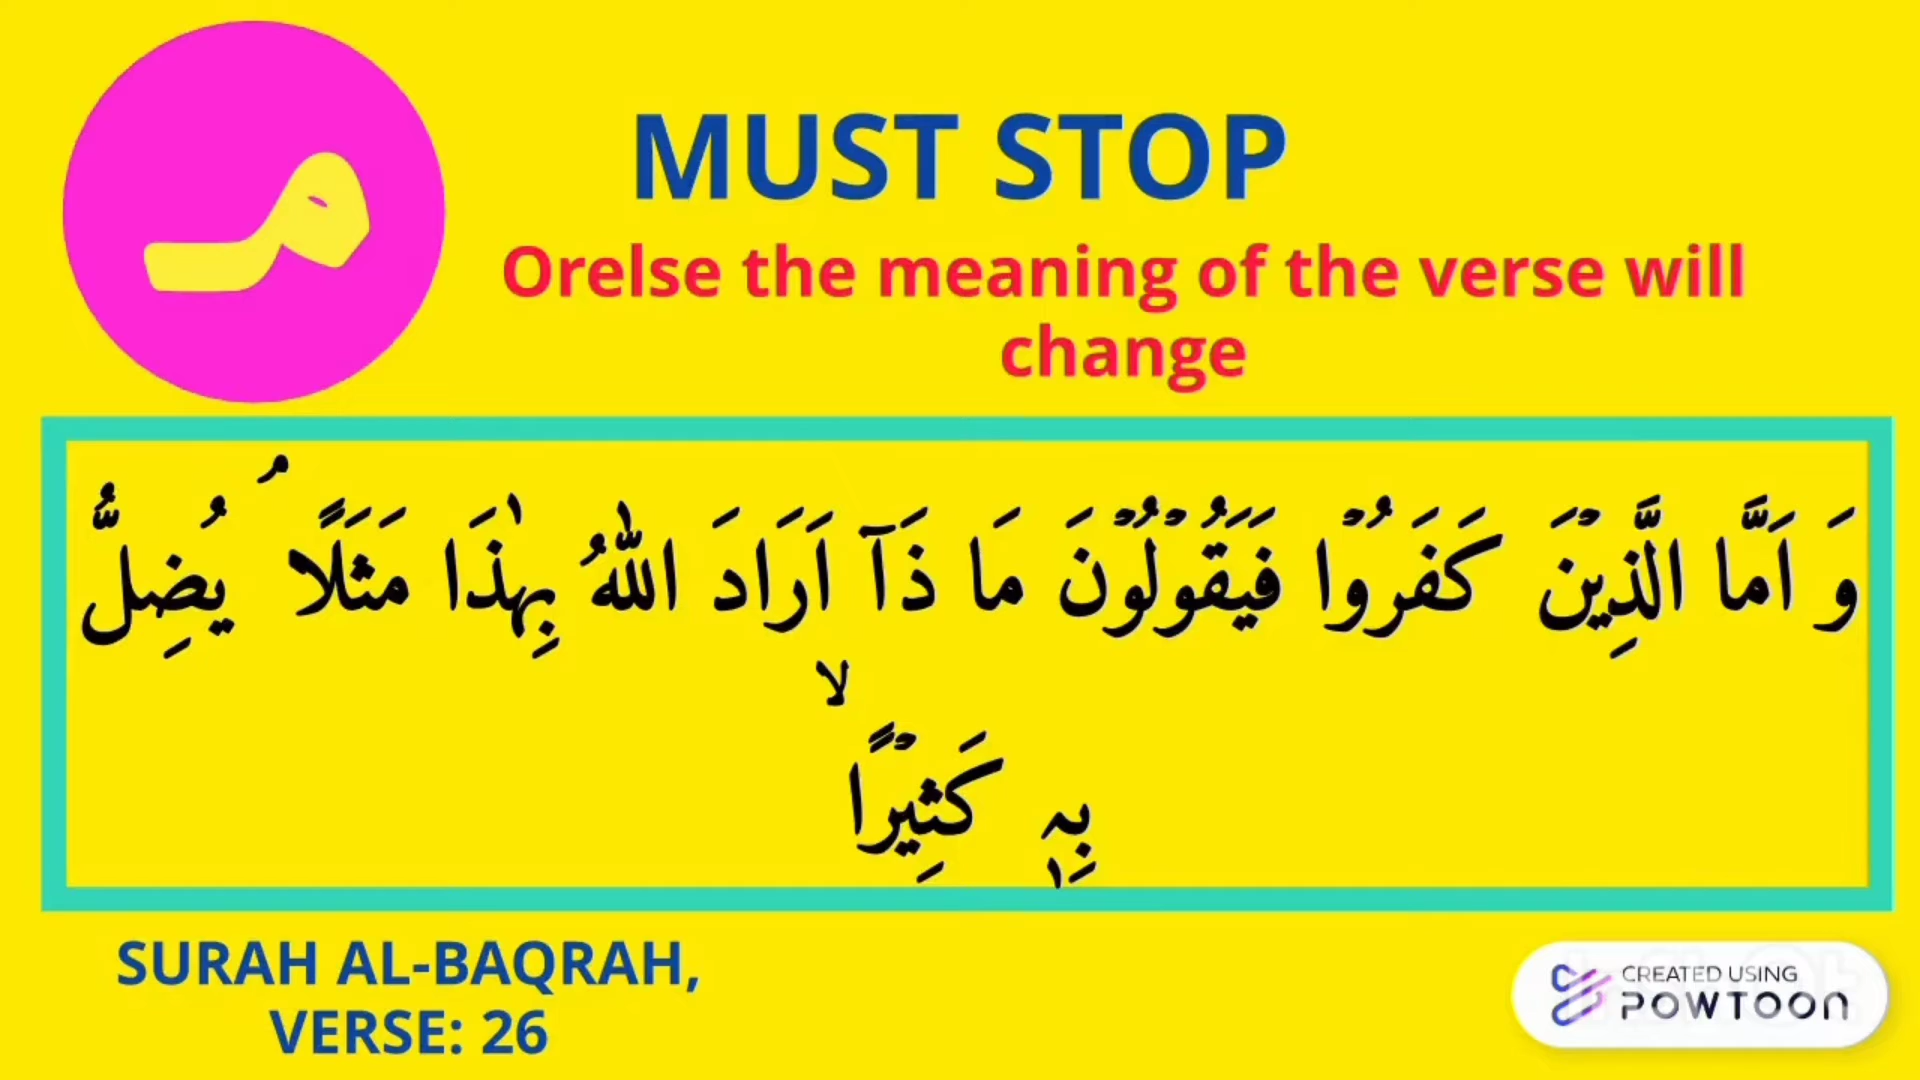 مـ
MUST STOP
Orelse the meaning of the verse will
change
وَ اَمَّا الَّذِيۡنَ كَفَرُوۡا فَيَقُوۡلُوۡنَ مَا ذَآ اَرَادَ اللّٰهُ بِهٰذَا مَثَلًا ۘ يُضِلُّ
بِهٖ كَثِيۡرًا ۙ
SURAH AL-BAQRAH,
VERSE: 26
CREATED USING
POWTOON